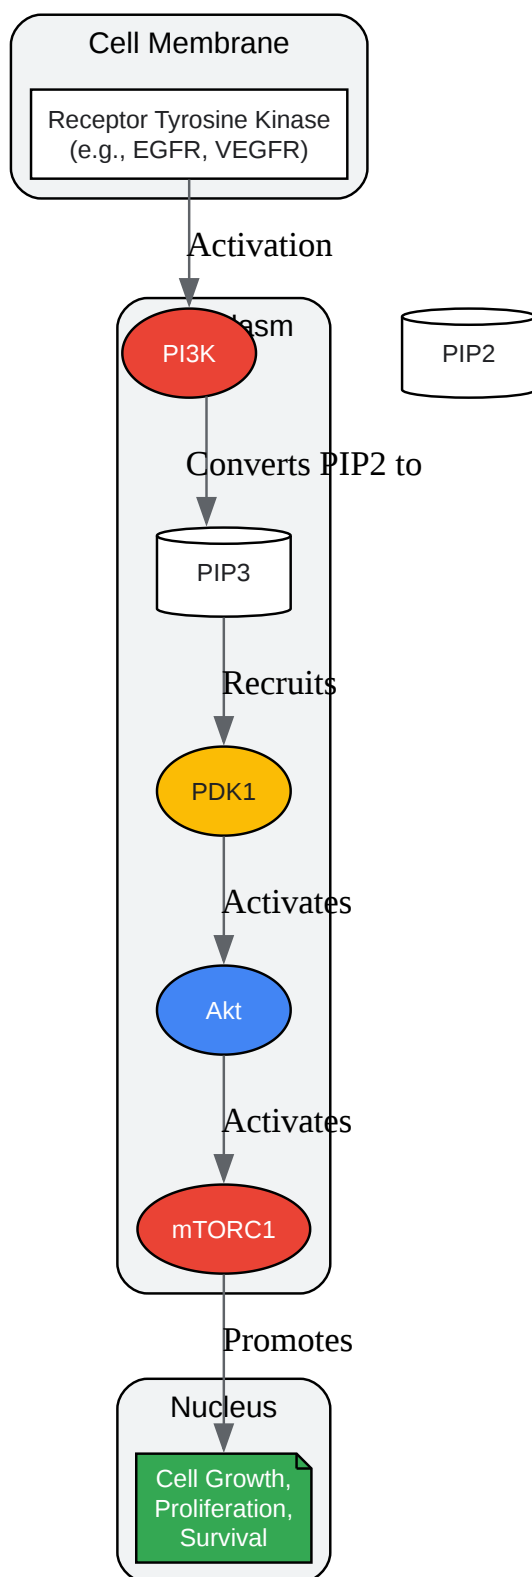 Cell Membrane
Receptor Tyrosine Kinase
(e.g., EGFR, VEGFR)
Activation
PI3K
PIP2
Converts PIP2 to
PIP3
Recruits
PDK1
Activates
Akt
Activates
mTORC1
Promotes
Nucleus
Cell Growth,
Proliferation,
Survival